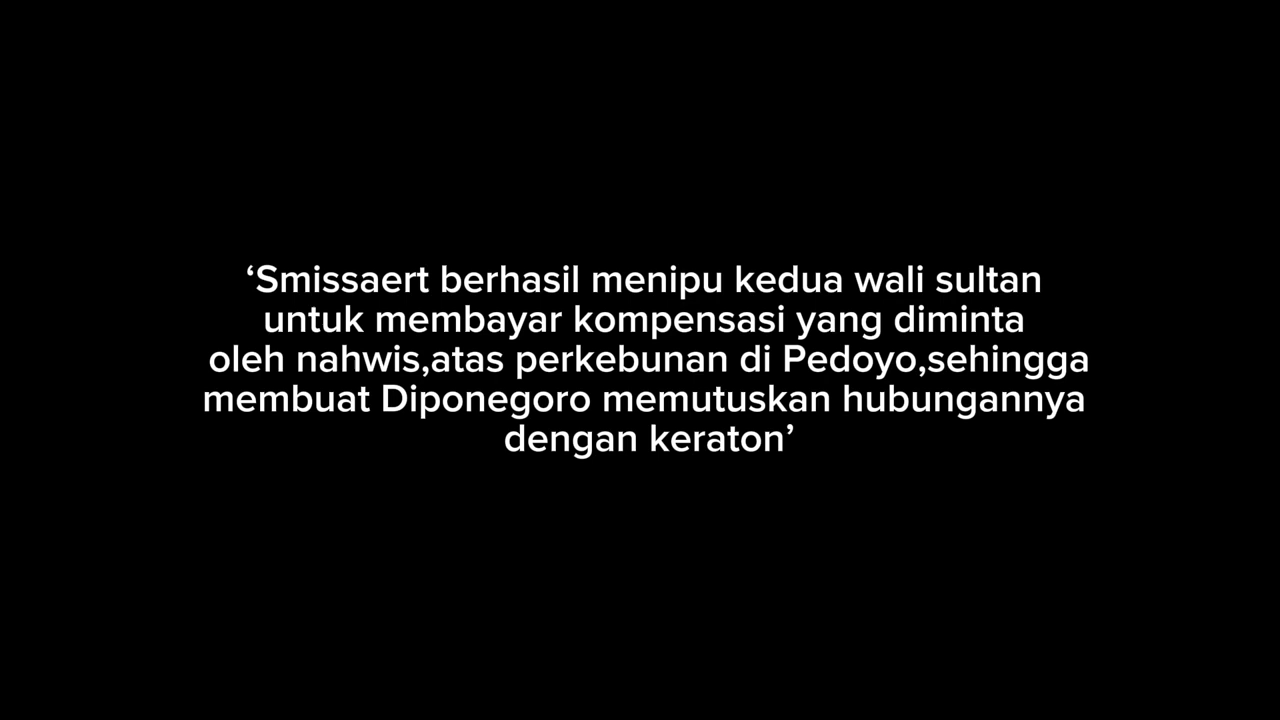 ‘Smissaert berhasil menipu kedua wali sultan
untuk membayar kompensasi yang diminta
oleh nahwis,atas perkebunan di Pedoyo,sehingga
membuat Diponegoro memutuskan hubungannya
dengan keraton’